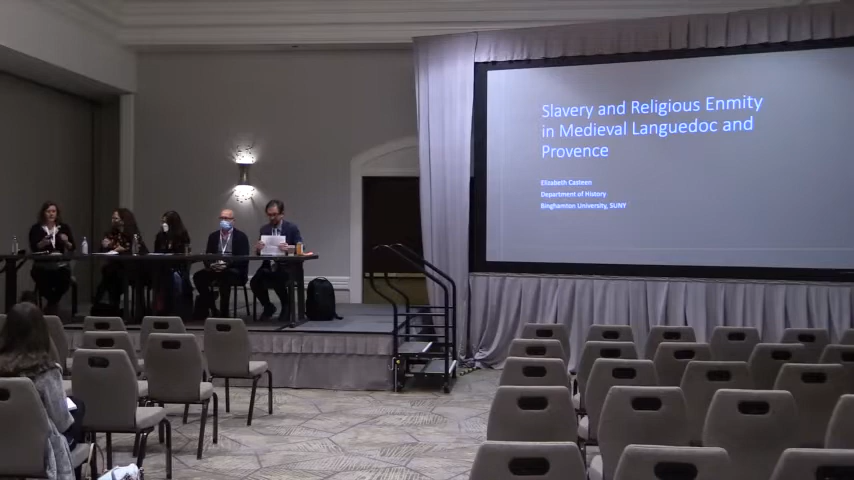 Slavery and Religious Enmity
in Medieval Languedoc and
Provence
Elizabeth Casteen
Department of History
Binghamton University, SUNY